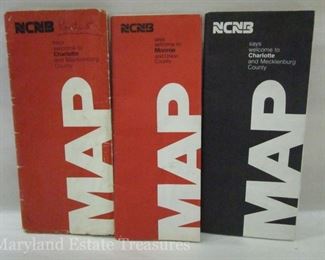 NCNB
says
welcome to
Charlotte
and Mecklenburg
County
MAP
NCNB
says
welcome to
Monroe
and Union
County
MAP
NCNB
says
welcome to
Charlotte
and Mecklenburg
County
MAP
Maryland Estate Treasures